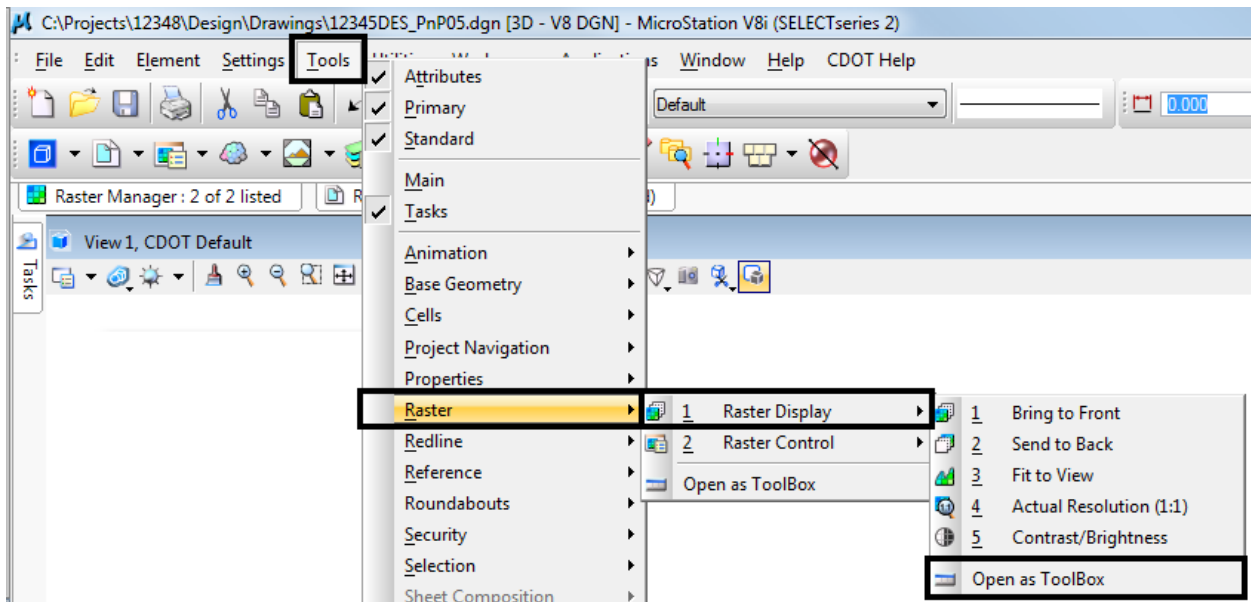 C:\Projects\12348\Design\Drawings\12345DES_PnP05.dgn [3D - V8 DGN] - MicroStation V8i (SELECTseries 2)
File Edit Element Settings Tools Window Help CDOT Help
Default 0.000
Raster Manager : 2 of 2 listed
View 1, CDOT Default
Tasks
Attributes
Primary
Standard
Main
Tasks
Animation
Base Geometry
Cells
Project Navigation
Properties
Raster
Redline
Reference
Roundabouts
Security
Selection
Sheet Composition
1 Raster Display
2 Raster Control
Open as ToolBox
1 Bring to Front
2 Send to Back
3 Fit to View
4 Actual Resolution (1:1)
5 Contrast/Brightness
Open as ToolBox